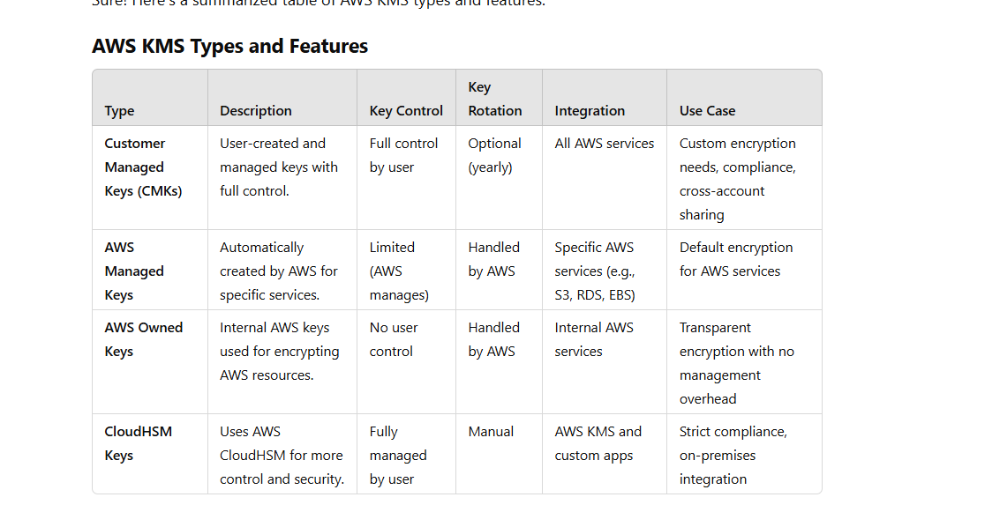 Sure! Here's a summarized table of AWS KMS types and features:
AWS KMS Types and Features
Type Description Key Control Key Rotation Integration Use Case
Customer Managed Keys (CMKs) User-created and managed keys with full control. Full control by user Optional (yearly) All AWS services Custom encryption needs, compliance, cross-account sharing
AWS Managed Keys Automatically created by AWS for specific services. Limited (AWS manages) Handled by AWS Specific AWS services (e.g., S3, RDS, EBS) Default encryption for AWS services
AWS Owned Keys Internal AWS keys used for encrypting AWS resources. No user control Handled by AWS Internal AWS services Transparent encryption with no management overhead
CloudHSM Keys Uses AWS CloudHSM for more control and security. Fully managed by user Manual AWS KMS and custom apps Strict compliance, on-premises integration